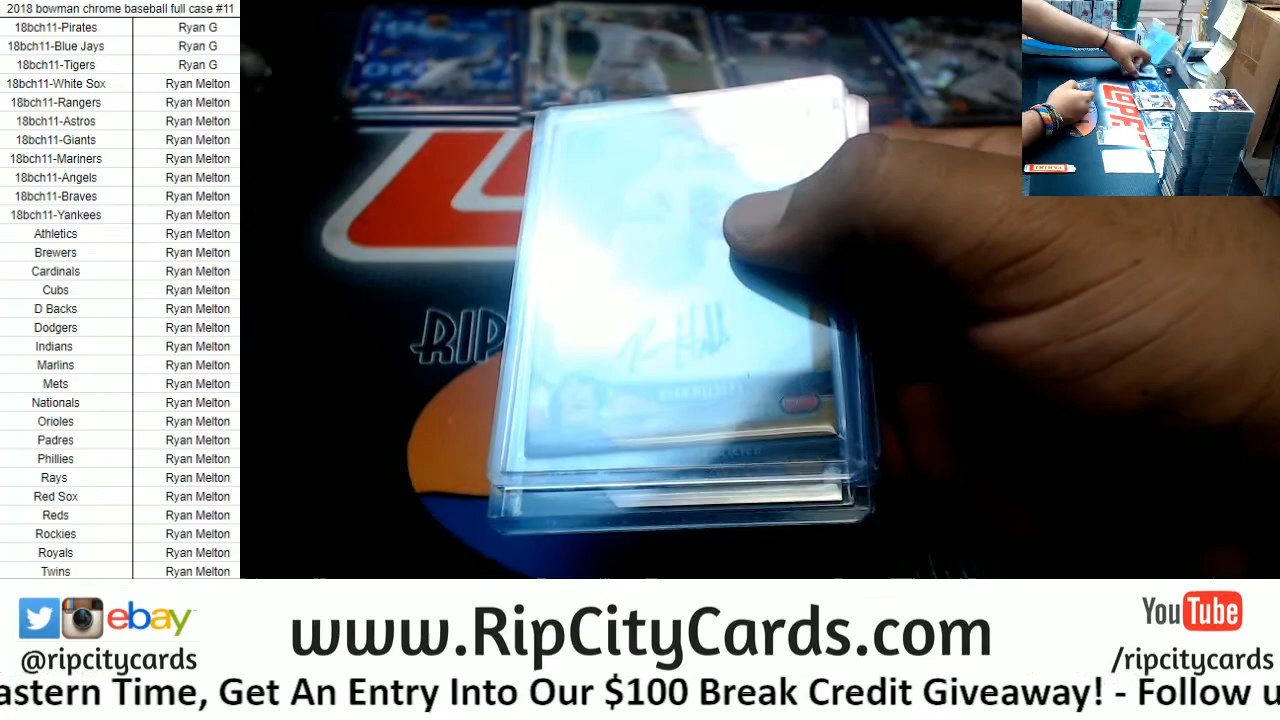 2018 bowman chrome baseball full case #11
18bch11-Pirates Ryan G
18bch11-Blue Jays Ryan G
18bch11-Tigers Ryan G
18bch11-White Sox Ryan Melton
18bch11-Rangers Ryan Melton
18bch11-Astros Ryan Melton
18bch11-Giants Ryan Melton
18bch11-Mariners Ryan Melton
18bch11-Angels Ryan Melton
18bch11-Braves Ryan Melton
18bch11-Yankees Ryan Melton
Athletics Ryan Melton
Brewers Ryan Melton
Cardinals Ryan Melton
Cubs Ryan Melton
D Backs Ryan Melton
Dodgers Ryan Melton
Indians Ryan Melton
Marlins Ryan Melton
Mets Ryan Melton
Nationals Ryan Melton
Orioles Ryan Melton
Padres Ryan Melton
Phillies Ryan Melton
Rays Ryan Melton
Red Sox Ryan Melton
Reds Ryan Melton
Rockies Ryan Melton
Royals Ryan Melton
Twins Ryan Melton
RIP
ebay
@ripcitycards
www.RipCityCards.com
YouTube
/ripcitycards
astern Time, Get An Entry Into Our $100 Break Credit Giveaway! - Follow u